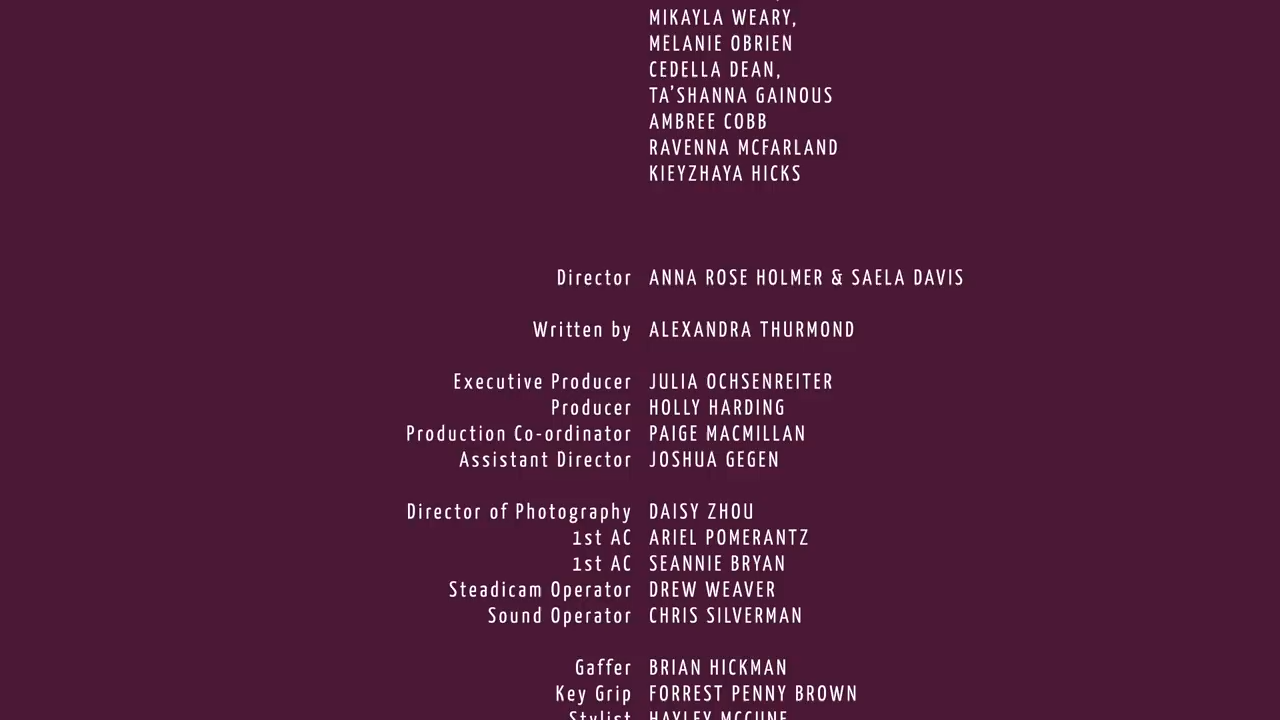 MIKAYLA WEARY,
MELANIE OBRIEN
CEDELLA DEAN,
TA'SHANNA GAINOUS
AMBREE COBB
RAVENNA MCFARLAND
KIEYZHAYA HICKS
Director ANNA ROSE HOLMER & SAELA DAVIS
Written by ALEXANDRA THURMOND
Executive Producer JULIA OCHSENREITER
Producer HOLLY HARDING
Production Co-ordinator PAIGE MACMILLAN
Assistant Director JOSHUA GEGEN
Director of Photography DAISY ZHOU
1st AC ARIEL POMERANTZ
1st AC SEANNIE BRYAN
Steadicam Operator DREW WEAVER
Sound Operator CHRIS SILVERMAN
Gaffer BRIAN HICKMAN
Key Grip FORREST PENNY BROWN
Stylist HAYLEY MCCUNE